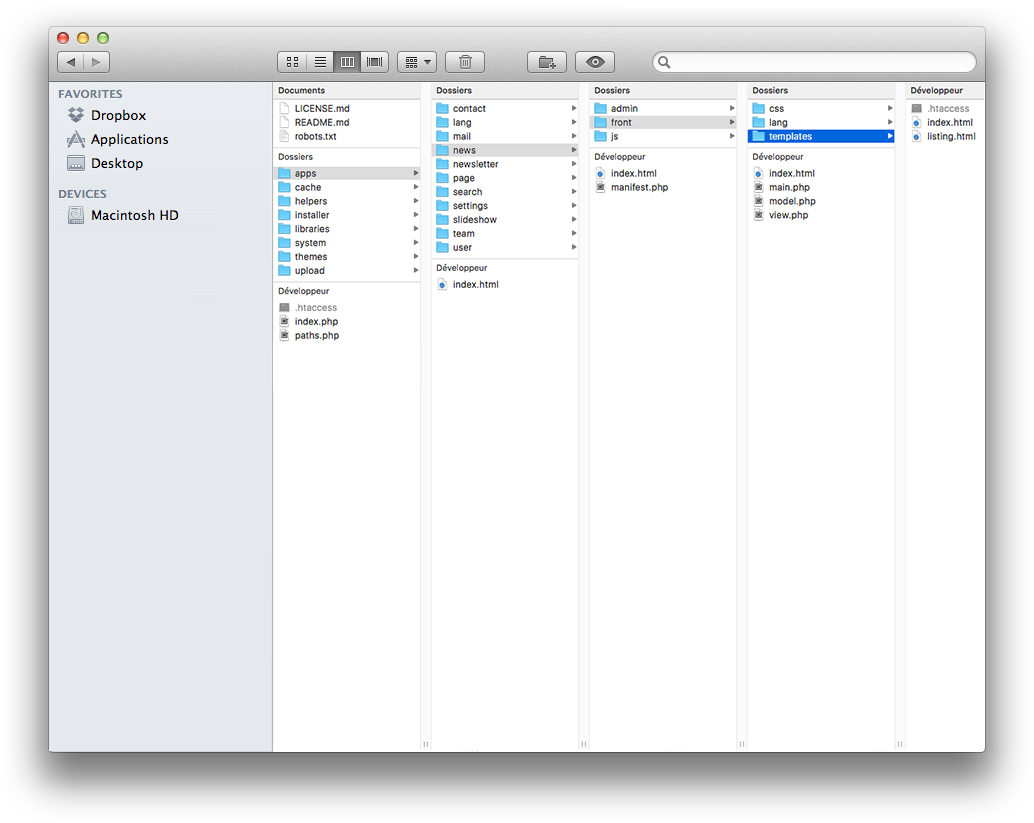 FAVORITES
Dropbox
Applications
Desktop
DEVICES
Macintosh HD
Documents
LICENSE.md
README.md
robots.txt
Dossiers
apps
cache
helpers
installer
libraries
system
themes
upload
Développeur
.htaccess
index.php
paths.php
Dossiers
contact
lang
mail
news
newsletter
page
search
settings
slideshow
team
user
Développeur
index.html
Dossiers
admin
front
js
Développeur
index.html
manifest.php
Dossiers
css
lang
templates
Développeur
index.html
main.php
model.php
view.php
Développeur
.htaccess
index.html
listing.html